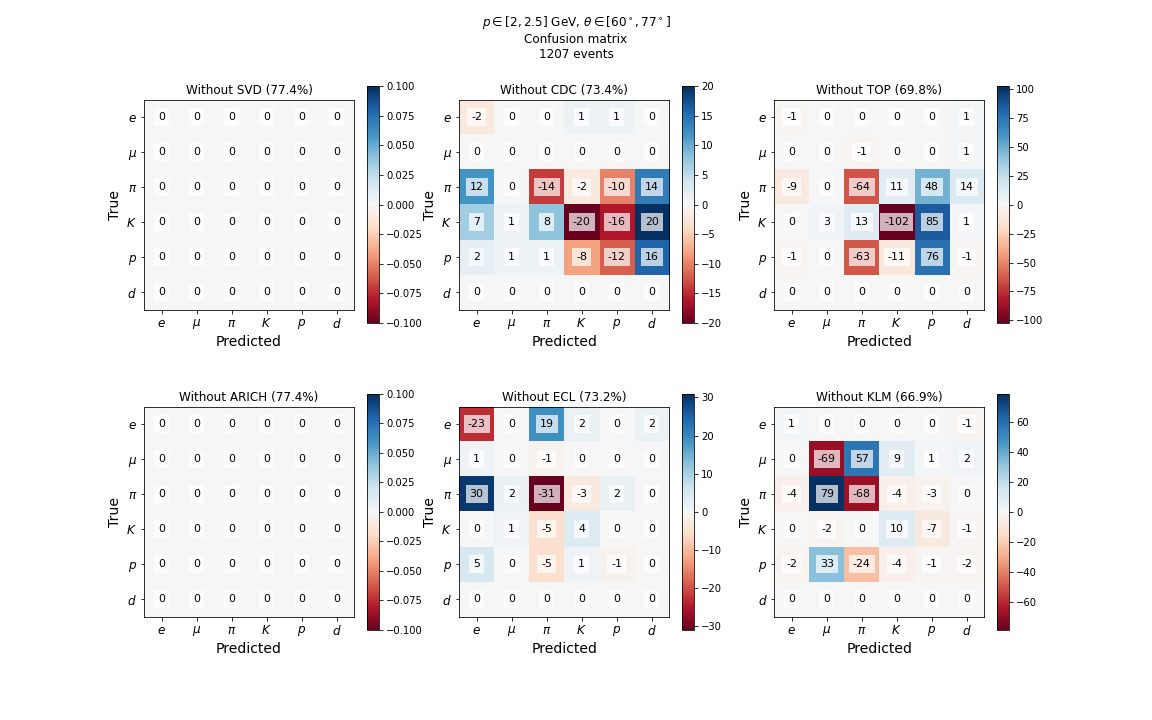 p ∈ [2, 2.5] GeV, θ ∈ [60°, 77°]
Confusion matrix
1207 events
Without SVD (77.4%)
e 0 0 0 0 0 0
μ 0 0 0 0 0 0
π 0 0 0 0 0 0
K 0 0 0 0 0 0
p 0 0 0 0 0 0
d 0 0 0 0 0 0
e μ π K p d
True
Predicted
0.100
0.075
0.050
0.025
0.000
−0.025
−0.050
−0.075
−0.100
Without CDC (73.4%)
e -2 0 0 1 1 0
μ 0 0 0 0 0 0
π 12 0 -14 -2 -10 14
K 7 1 8 -20 -16 20
p 2 1 1 -8 -12 16
d 0 0 0 0 0 0
e μ π K p d
True
Predicted
20
15
10
5
0
−5
−10
−15
−20
Without TOP (69.8%)
e -1 0 0 0 0 1
μ 0 0 -1 0 0 1
π -9 0 -64 11 48 14
K 0 3 13 -102 85 1
p -1 0 -63 -11 76 -1
d 0 0 0 0 0 0
e μ π K p d
True
Predicted
100
75
50
25
0
−25
−50
−75
−100
Without ARICH (77.4%)
e 0 0 0 0 0 0
μ 0 0 0 0 0 0
π 0 0 0 0 0 0
K 0 0 0 0 0 0
p 0 0 0 0 0 0
d 0 0 0 0 0 0
e μ π K p d
True
Predicted
0.100
0.075
0.050
0.025
0.000
−0.025
−0.050
−0.075
−0.100
Without ECL (73.2%)
e -23 0 19 2 0 2
μ 1 0 -1 0 0 0
π 30 2 -31 -3 2 0
K 0 1 -5 4 0 0
p 5 0 -5 1 -1 0
d 0 0 0 0 0 0
e μ π K p d
True
Predicted
30
20
10
0
−10
−20
−30
Without KLM (66.9%)
e 1 0 0 0 0 -1
μ 0 -69 57 9 1 2
π -4 79 -68 -4 -3 0
K 0 -2 0 10 -7 -1
p -2 33 -24 -4 -1 -2
d 0 0 0 0 0 0
e μ π K p d
True
Predicted
60
40
20
0
−20
−40
−60